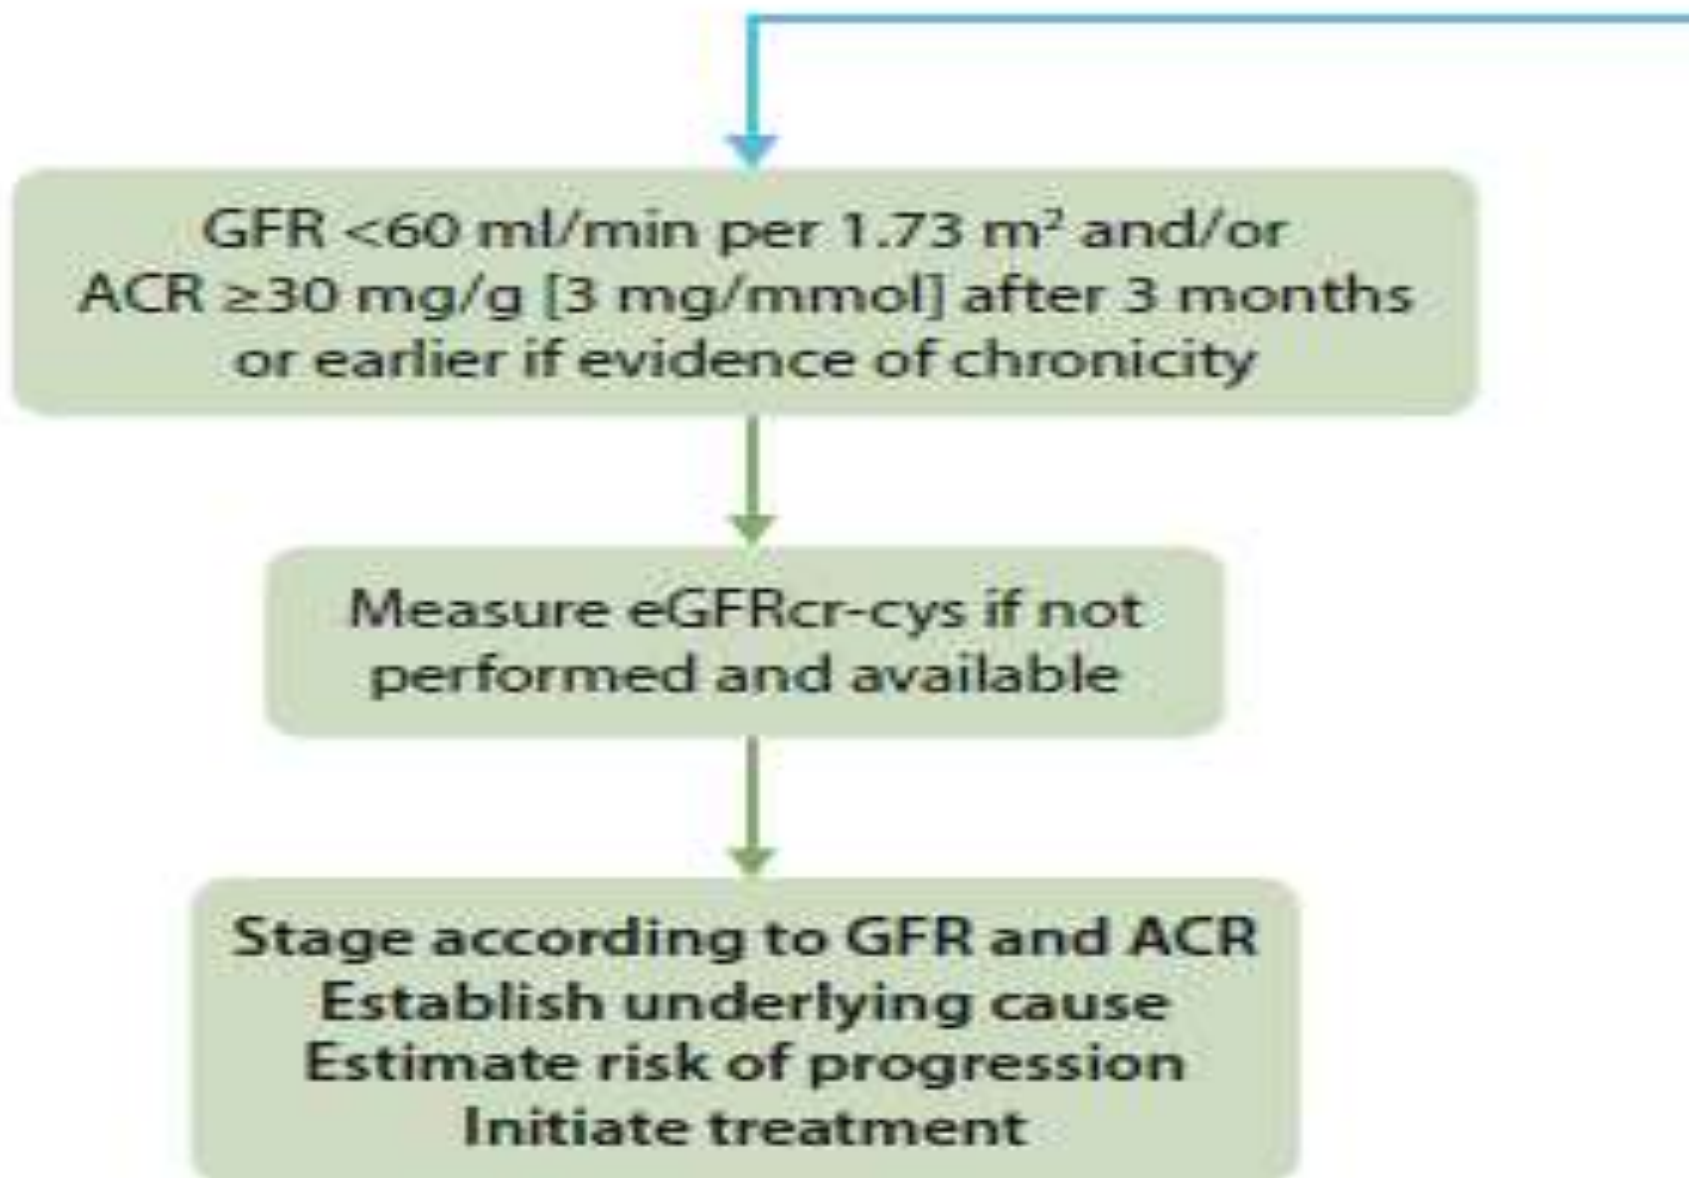 GFR <60 ml/min per 1.73 m² and/or
ACR ≥30 mg/g [3 mg/mmol] after 3 months
or earlier if evidence of chronicity
Measure eGFRcr-cys if not
performed and available
Stage according to GFR and ACR
Establish underlying cause
Estimate risk of progression
Initiate treatment